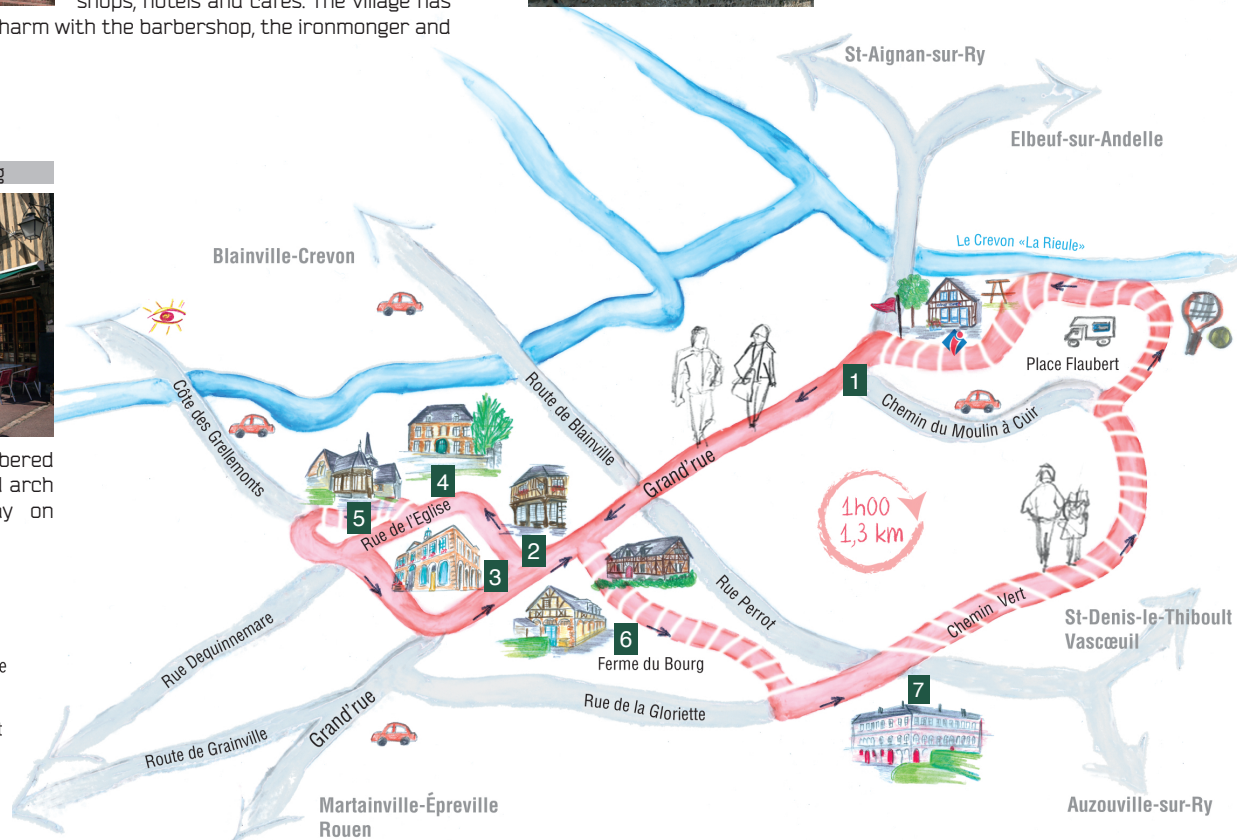 shops, hotels and cafés. The village has
harm with the barbershop, the ironmonger and
g
bered
arch
y on
e
t
St-Aignan-sur-Ry
Elbeuf-sur-Andelle
Blainville-Crevon
Le Crevon «La Rieule»
Place Flaubert
1
Chemin du Moulin à Cuir
Côte des Grellemonts
Route de Blainville
Grand'rue
4
5
Rue de l'Eglise
2
3
1h00
1,3 km
Rue Perrot
Chemin Vert
St-Denis-le-Thiboult
Vascœuil
6
Ferme du Bourg
Rue Dequinnemare
7
Rue de la Gloriette
Grand'rue
Route de Grainville
Martainville-Épreville
Rouen
Auzouville-sur-Ry